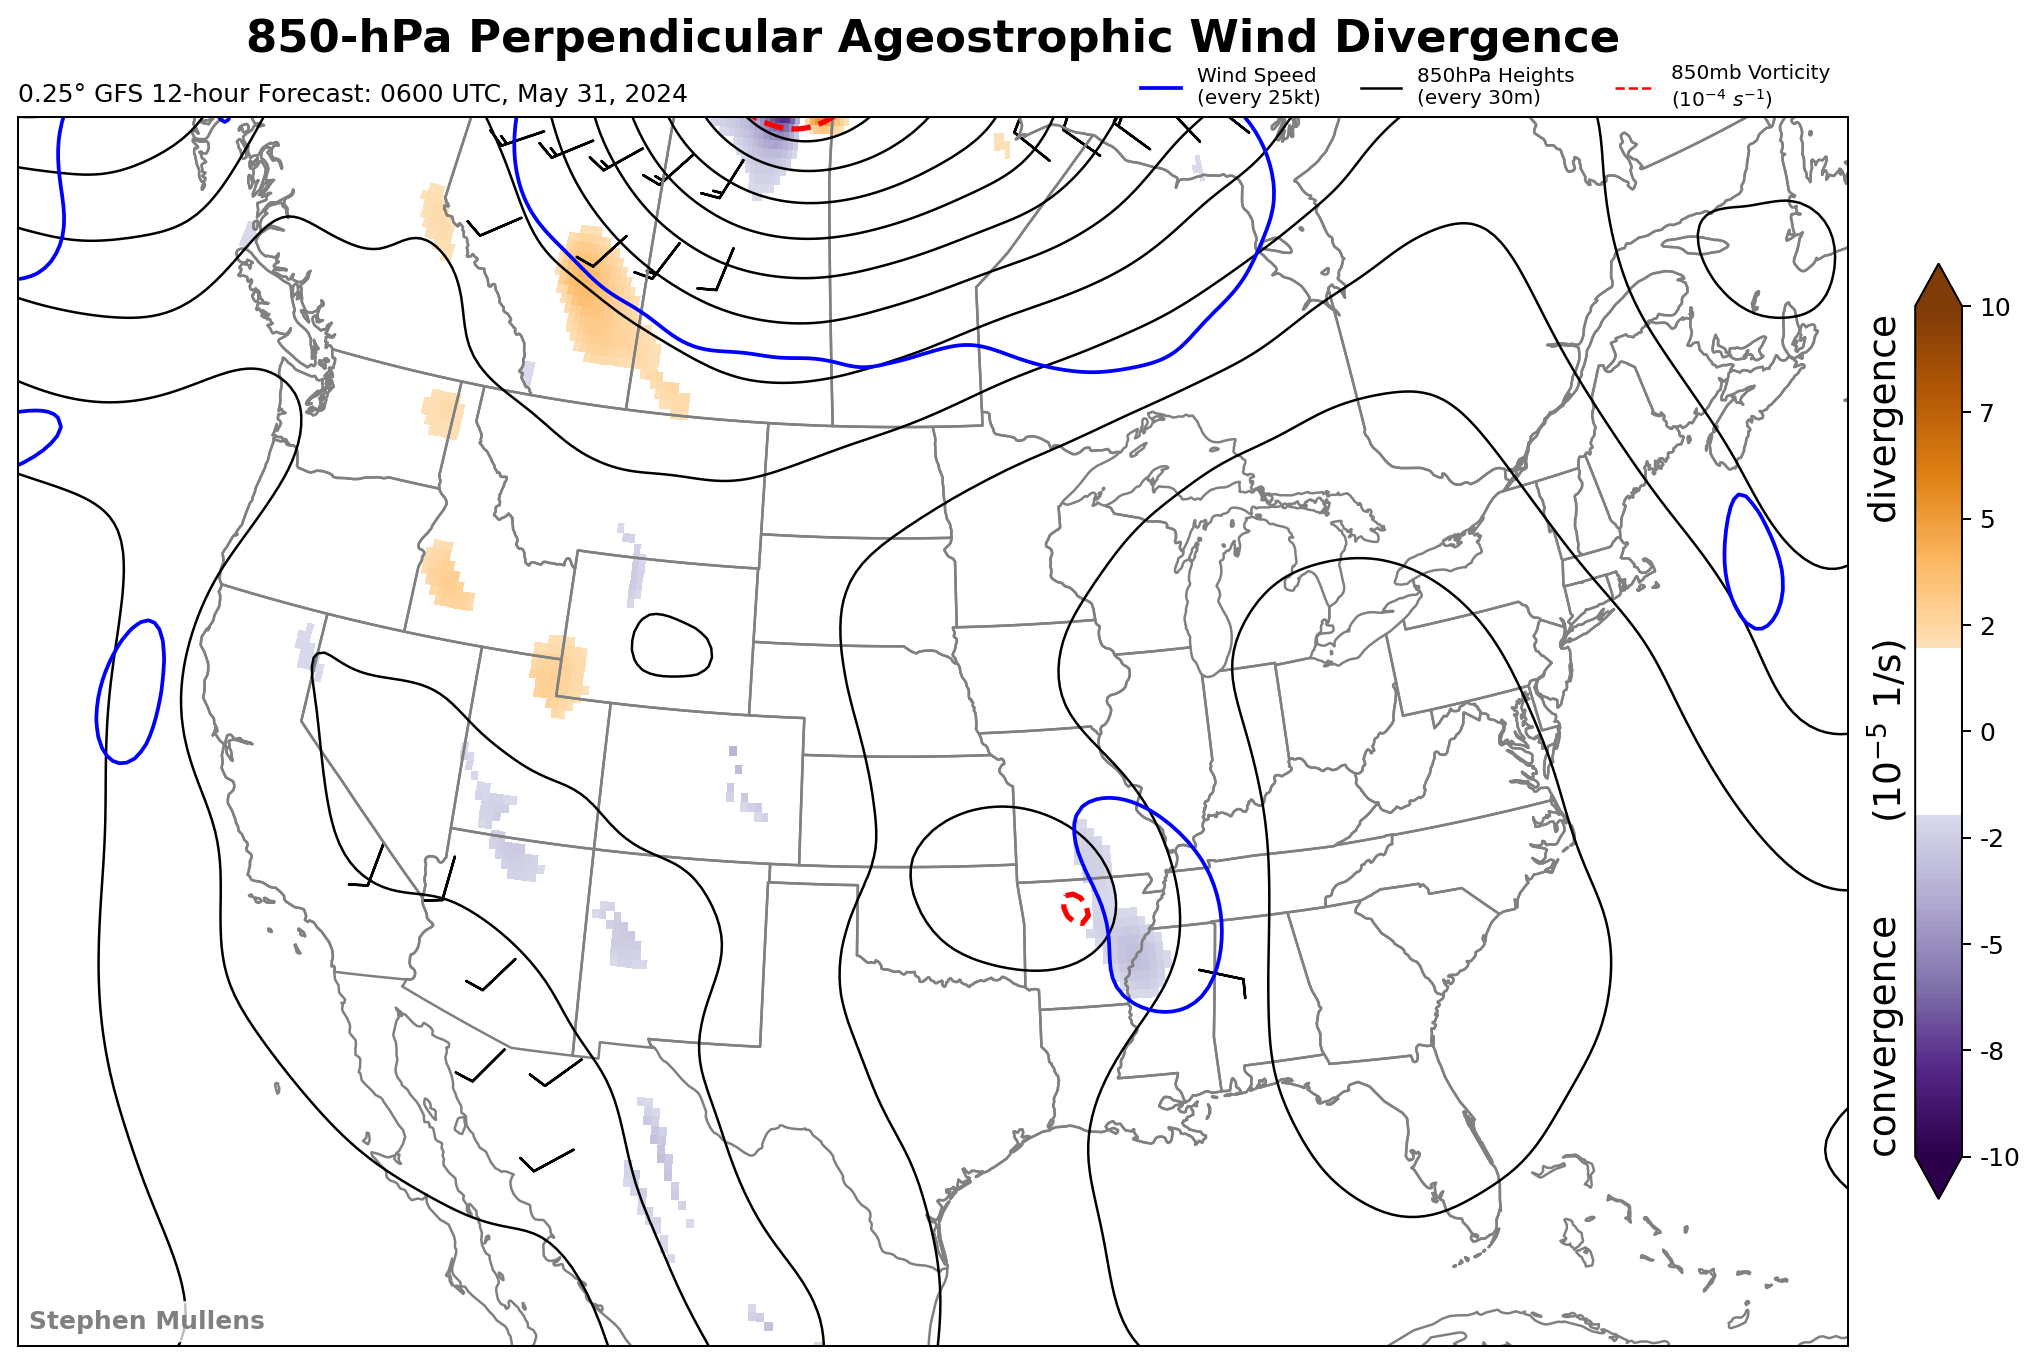 850-hPa Perpendicular Ageostrophic Wind Divergence
0.25° GFS 12-hour Forecast: 0600 UTC, May 31, 2024
Wind Speed
(every 25kt)
850hPa Heights
(every 30m)
850mb Vorticity
(10⁻⁴ s⁻¹)
10
7
5
2
0
-2
-5
-8
-10
convergence (10⁻⁵ 1/s) divergence
Stephen Mullens